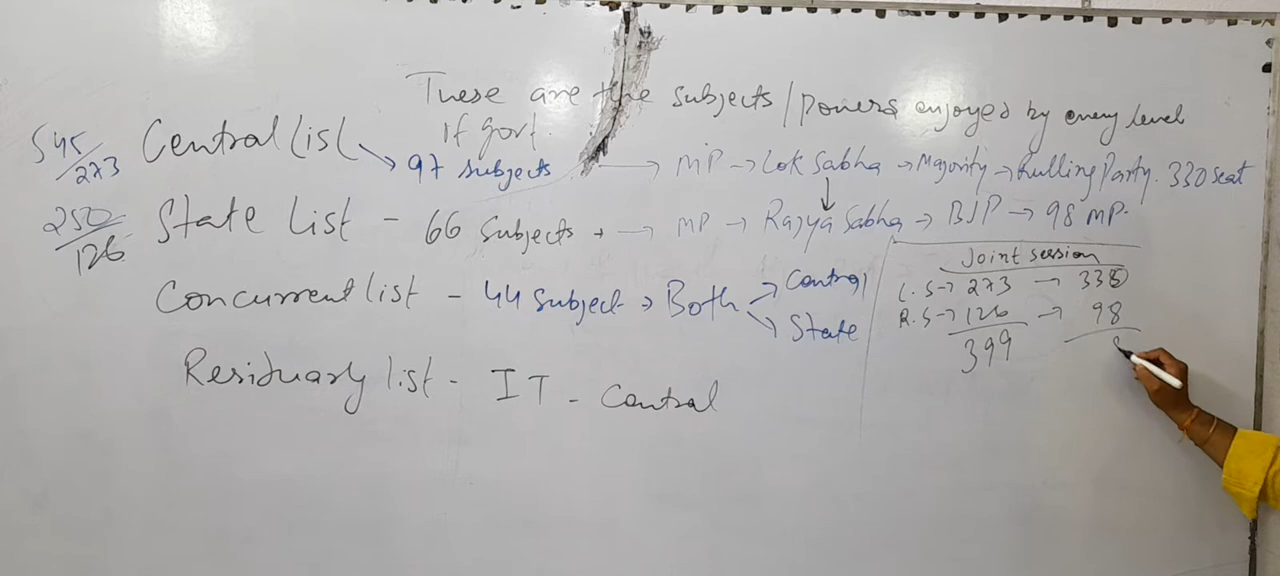 These are the subjects / powers enjoyed by every level
if govt.
545/273
Central list → 97 subjects → MP → Lok Sabha → Majority → Rulling Party. 330 seat
250/126
State list - 66 Subjects → MP → Rajya Sabha → BJP → 98 MP.
Concurrent list - 44 Subject → Both → Central
→ State
Joint session
L.S → 273 → 330
R.S → 126 → 98
399
Residuary list - IT - Central